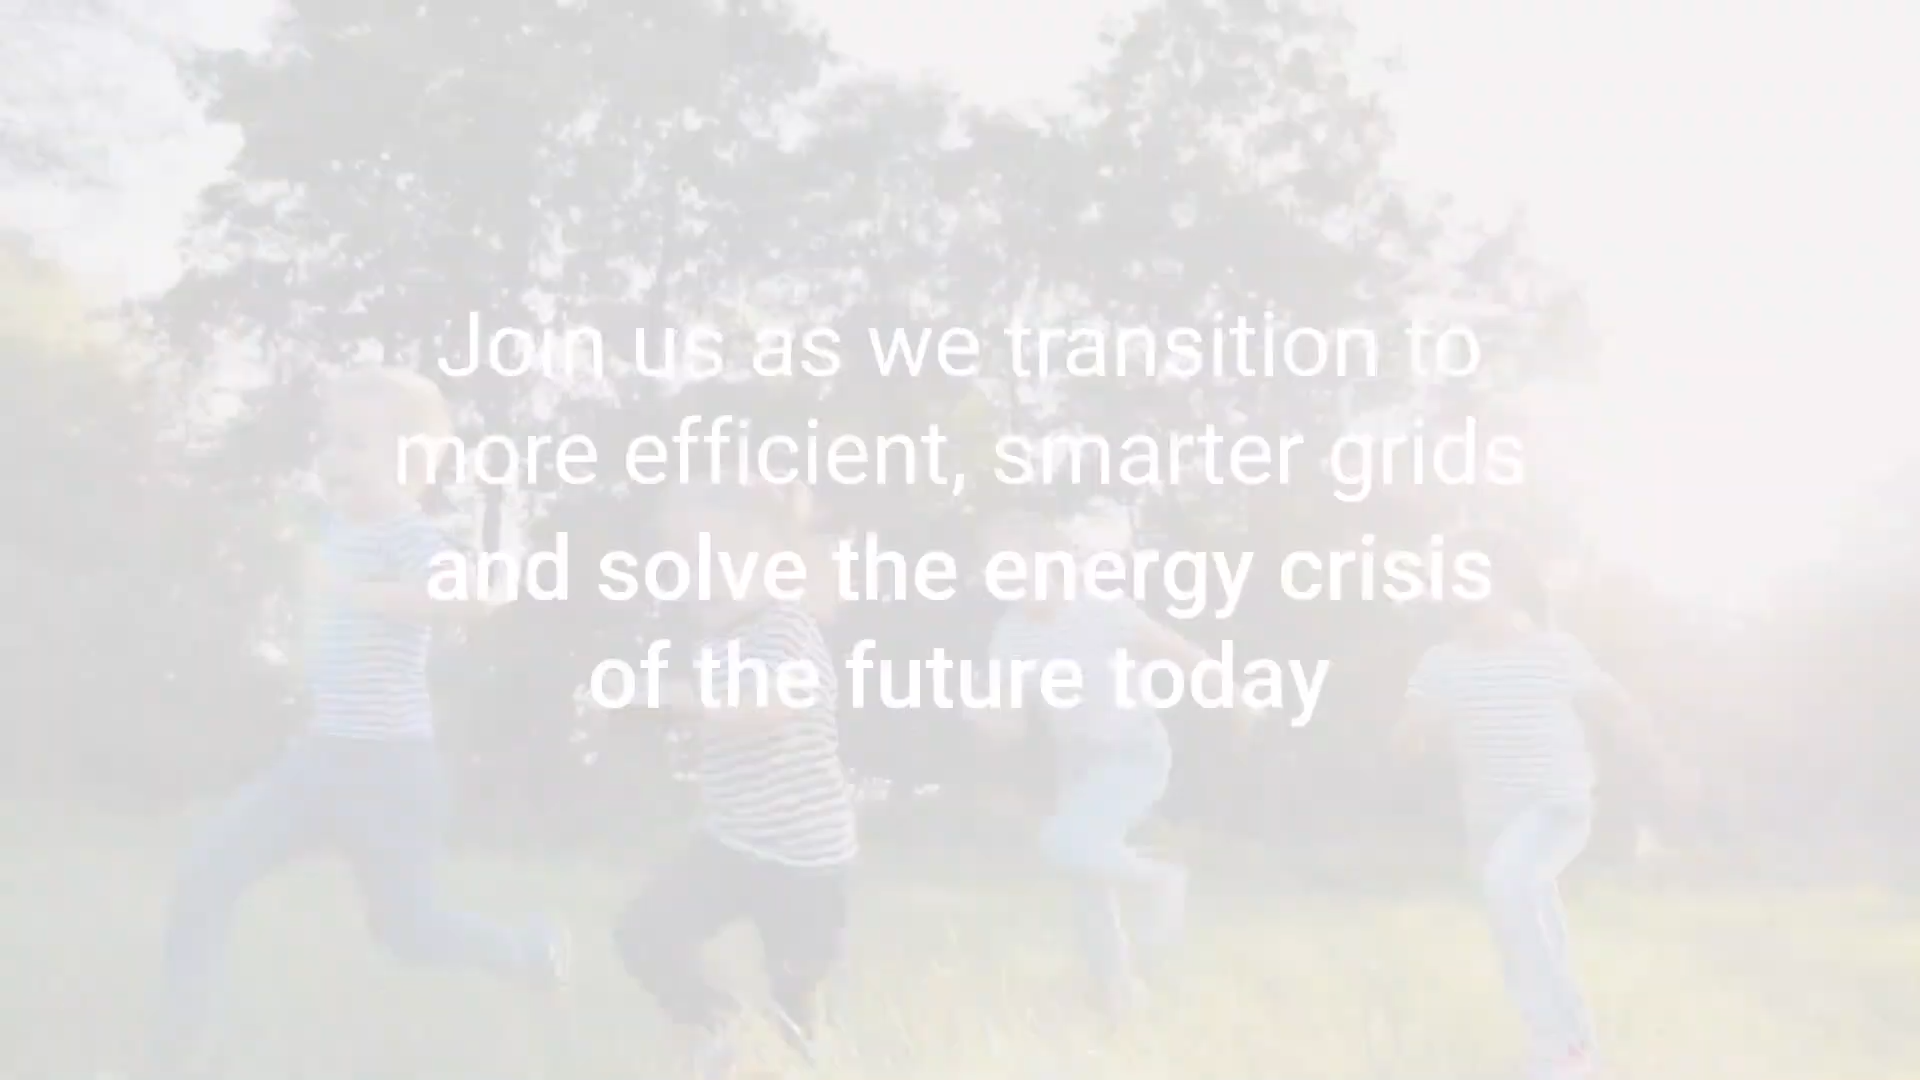 Join us as we transition to
more efficient, smarter grids
and solve the energy crisis
of the future today